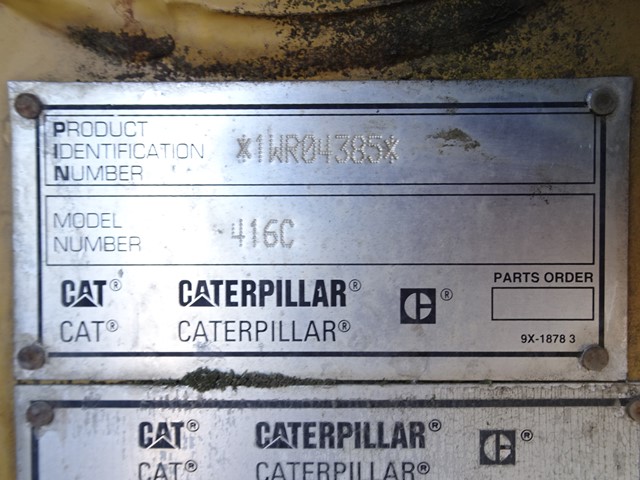 PRODUCT
IDENTIFICATION
NUMBER
*1WR04385*
MODEL
NUMBER
416C
CAT® CATERPILLAR® ®
CAT® CATERPILLAR®
PARTS ORDER
9X-1878 3
CAT® CATERPILLAR® ®
CAT® CATERPILLAR®